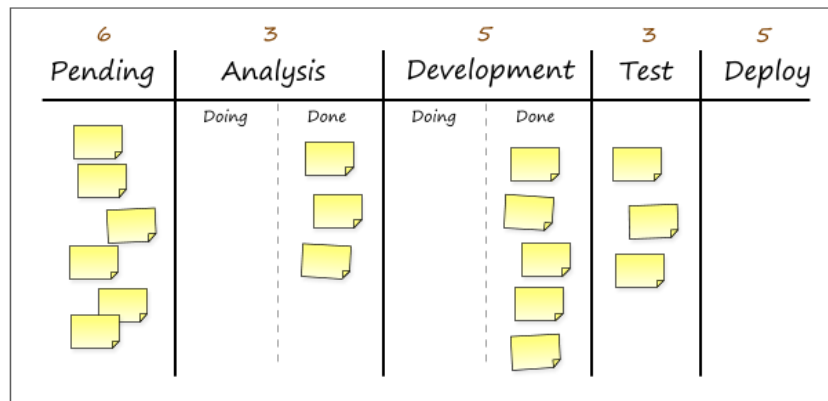 6 3 5 3 5
Pending Analysis Development Test Deploy
Doing Done Doing Done